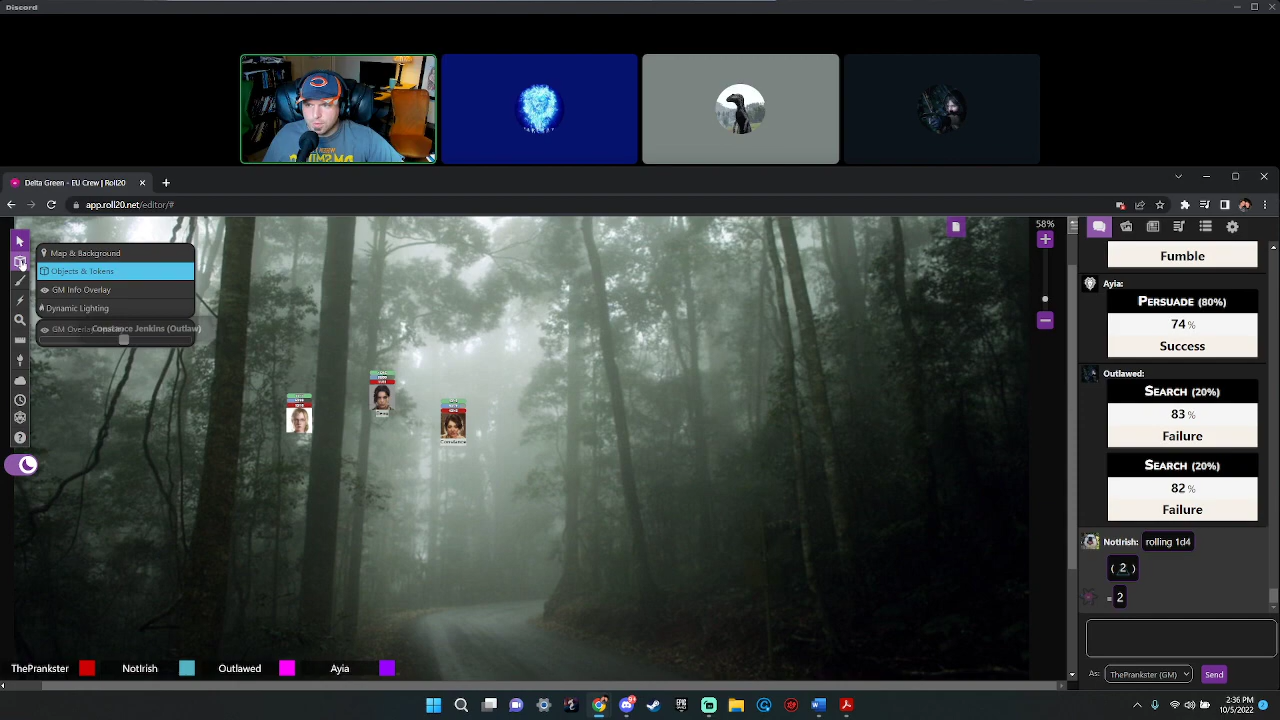 Discord
Delta Green - EU Crew | Roll20
app.roll20.net/editor/#
58%
Map & Background
Objects & Tokens
GM Info Overlay
Dynamic Lighting
GM Overlay
Constance Jenkins (Outlaw)
Constance
Fumble
Ayia:
PERSUADE (80%)
74 %
Success
Outlawed:
SEARCH (20%)
83 %
Failure
SEARCH (20%)
82 %
Failure
NotIrish: rolling 1d4
( 2 )
= 2
ThePrankster
NotIrish
Outlawed
Ayia
As: ThePrankster (GM)
Send
2:36 PM
10/5/2022